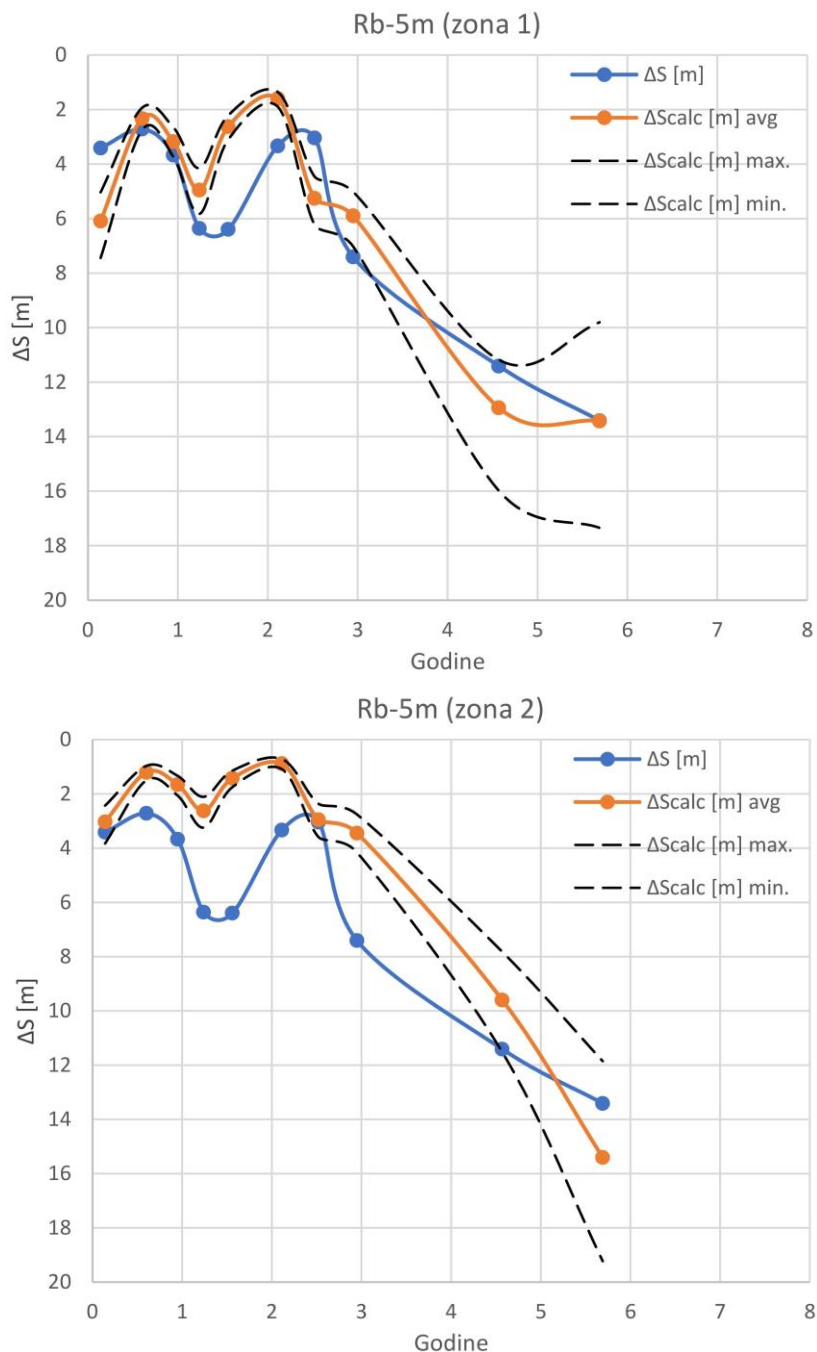 Rb-5m (zona 1)
ΔS [m]
ΔScalc [m] avg
ΔScalc [m] max.
ΔScalc [m] min.
ΔS [m]
0
2
4
6
8
10
12
14
16
18
20
0 1 2 3 4 5 6 7 8
Godine
Rb-5m (zona 2)
ΔS [m]
ΔScalc [m] avg
ΔScalc [m] max.
ΔScalc [m] min.
ΔS [m]
0
2
4
6
8
10
12
14
16
18
20
0 1 2 3 4 5 6 7 8
Godine